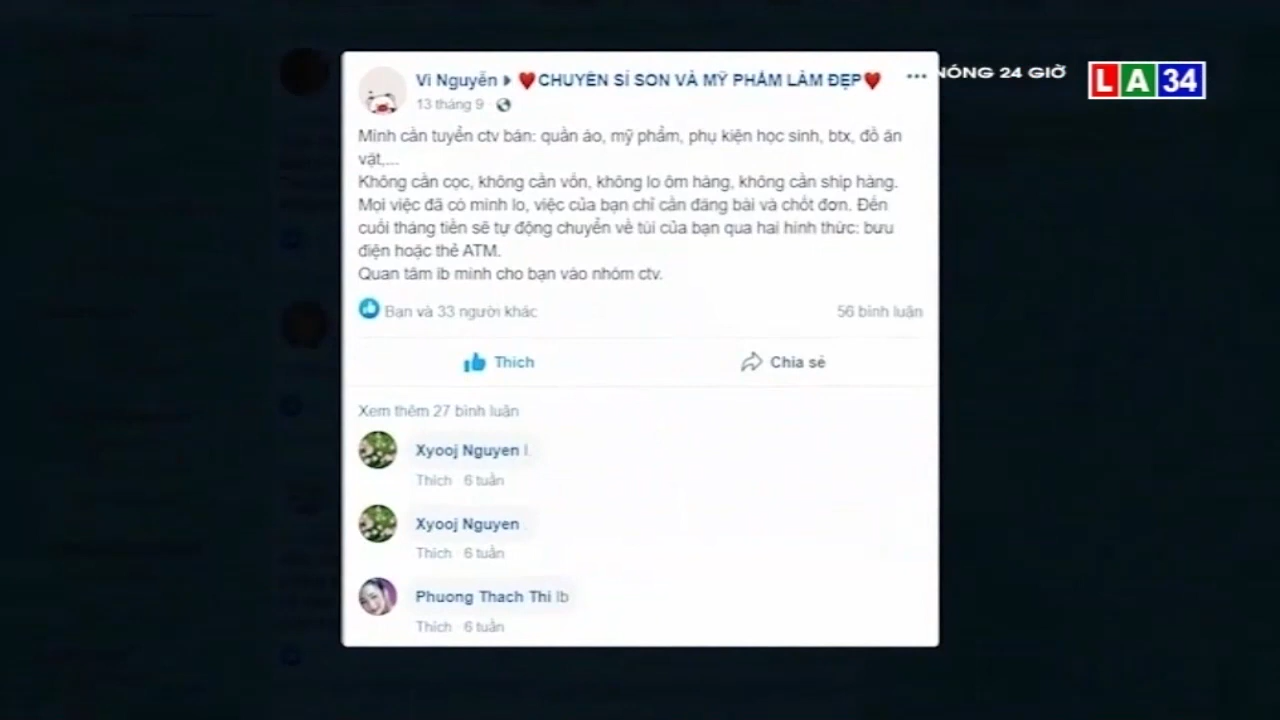 Vi Nguyễn ▸ ❤CHUYÊN SỈ SON VÀ MỸ PHẨM LÀM ĐẸP❤ ...
NÓNG 24 GIỜ
LA34
13 tháng 9
Mình cần tuyển ctv bán: quần áo, mỹ phẩm, phụ kiện học sinh, btx, đồ ăn
vặt,...
Không cần cọc, không cần vốn, không lo ôm hàng, không cần ship hàng.
Mọi việc đã có mình lo, việc của bạn chỉ cần đăng bài và chốt đơn. Đến
cuối tháng tiền sẽ tự động chuyển về túi của bạn qua hai hình thức: bưu
điện hoặc thẻ ATM.
Quan tâm ib mình cho bạn vào nhóm ctv.
Bạn và 33 người khác
56 bình luận
Thích
Chia sẻ
Xem thêm 27 bình luận
Xyooj Nguyen I.
Thích 6 tuần
Xyooj Nguyen .
Thích 6 tuần
Phuong Thach Thi Ib
Thích 6 tuần